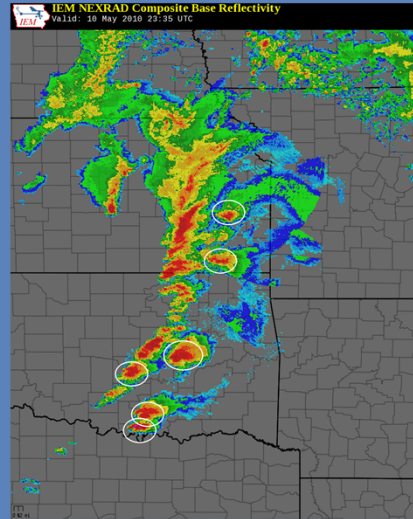 IEM NEXRAD Composite Base Reflectivity
Valid: 10 May 2010 23:35 UTC
IEM